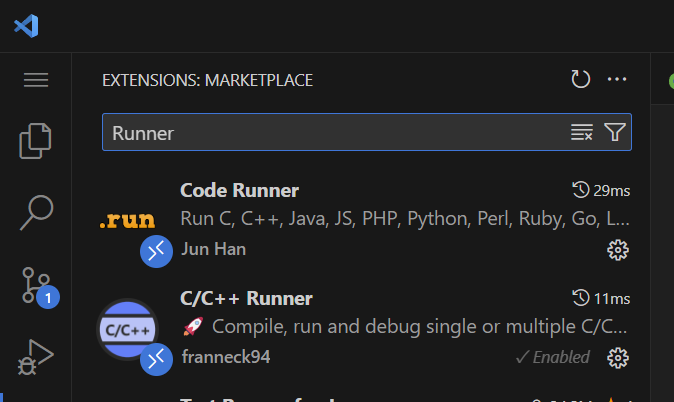 EXTENSIONS: MARKETPLACE
Runner
Code Runner 29ms
.run
Run C, C++, Java, JS, PHP, Python, Perl, Ruby, Go, L...
Jun Han
1
C/C++ Runner 11ms
C/C++
🚀 Compile, run and debug single or multiple C/C...
franneck94 ✓ Enabled